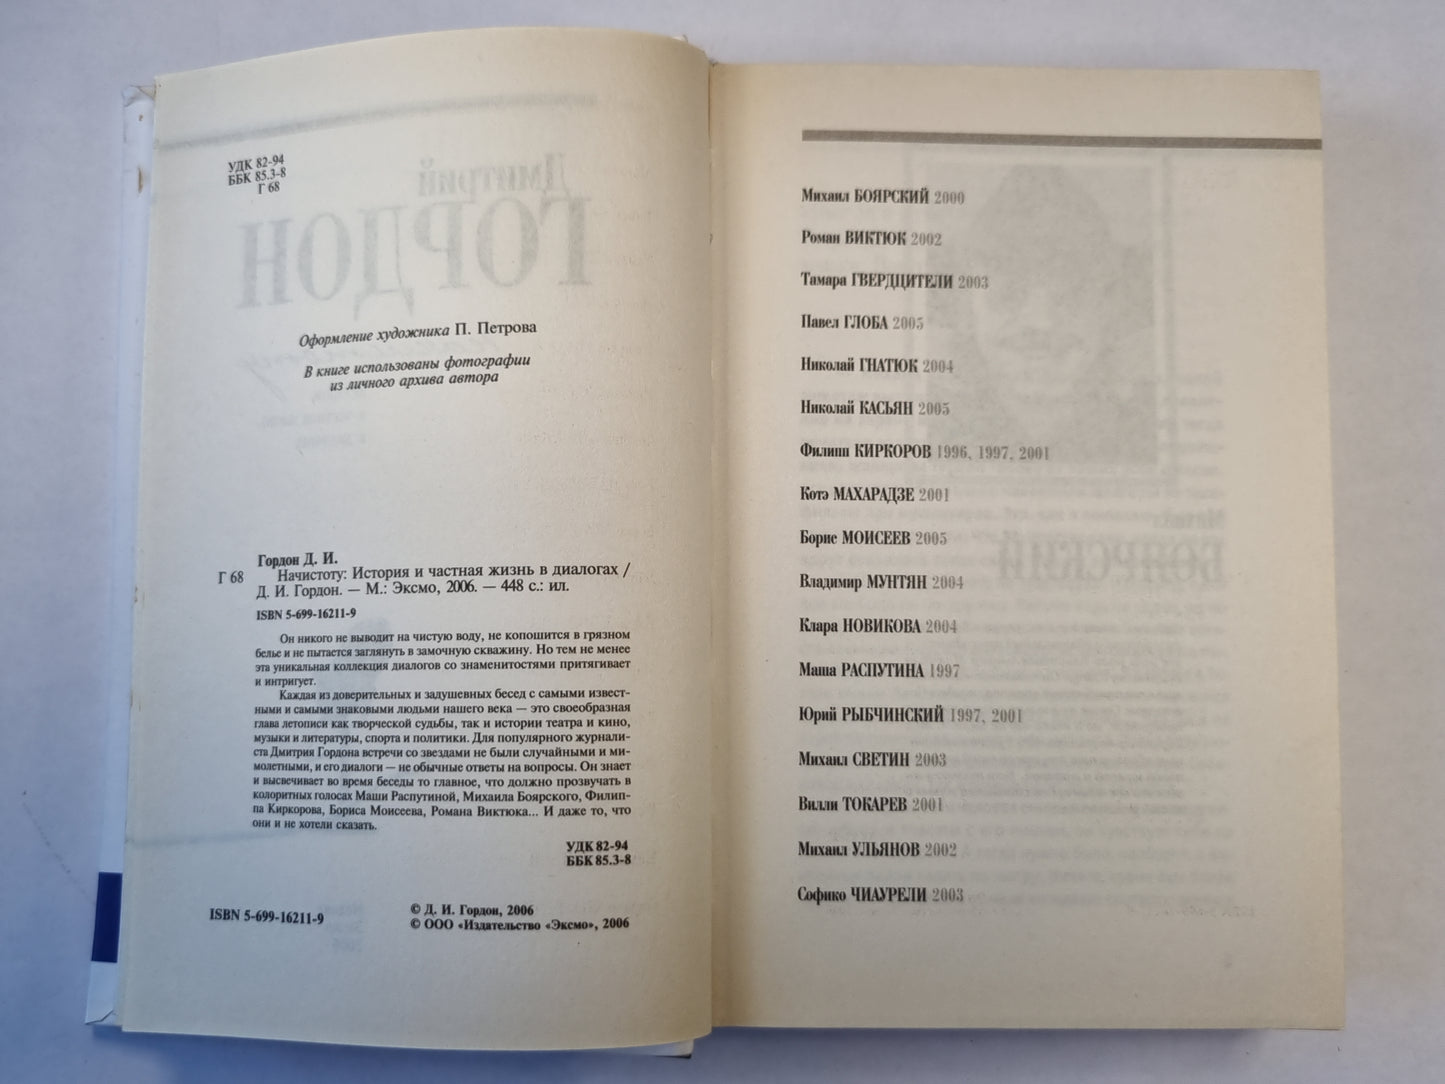 УДК 82-94
ББК 85.3-8
Г 68
Оформление художника П. Петрова
В книге использованы фотографии
из личного архива автора
Гордон Д. И.
Г 68 Начистоту: История и частная жизнь в диалогах /
Д. И. Гордон. — М.: Эксмо, 2006. — 448 с.: ил.
ISBN 5-699-16211-9
Он никого не выводит на чистую воду, не копошится в грязном
белье и не пытается заглянуть в замочную скважину. Но тем не менее
эта уникальная коллекция диалогов со знаменитостями притягивает
и интригует.
Каждая из доверительных и задушевных бесед с самыми извест-
ными и самыми знаковыми людьми нашего века — это своеобразная
глава летописи как творческой судьбы, так и истории театра и кино,
музыки и литературы, спорта и политики. Для популярного журнали-
ста Дмитрия Гордона встречи со звездами не были случайными и ми-
молетными, и его диалоги — не обычные ответы на вопросы. Он знает
и высвечивает во время беседы то главное, что должно прозвучать в
колоритных голосах Маши Распутиной, Михаила Боярского, Филип-
па Киркорова, Бориса Моисеева, Романа Виктюка... И даже то, что
они и не хотели сказать.
УДК 82-94
ББК 85.3-8
ISBN 5-699-16211-9
© Д. И. Гордон, 2006
© ООО «Издательство «Эксмо», 2006
Михаил БОЯРСКИЙ 2000
Роман ВИКТЮК 2002
Тамара ГВЕРДЦИТЕЛИ 2003
Павел ГЛОБА 2005
Николай ГНАТЮК 2004
Николай КАСЬЯН 2005
Филипп КИРКОРОВ 1996, 1997, 2001
Котэ МАХАРАДЗЕ 2001
Борис МОИСЕЕВ 2005
Владимир МУНТЯН 2004
Клара НОВИКОВА 2004
Маша РАСПУТИНА 1997
Юрий РЫБЧИНСКИЙ 1997, 2001
Михаил СВЕТИН 2003
Вилли ТОКАРЕВ 2001
Михаил УЛЬЯНОВ 2002
Софико ЧИАУРЕЛИ 2003